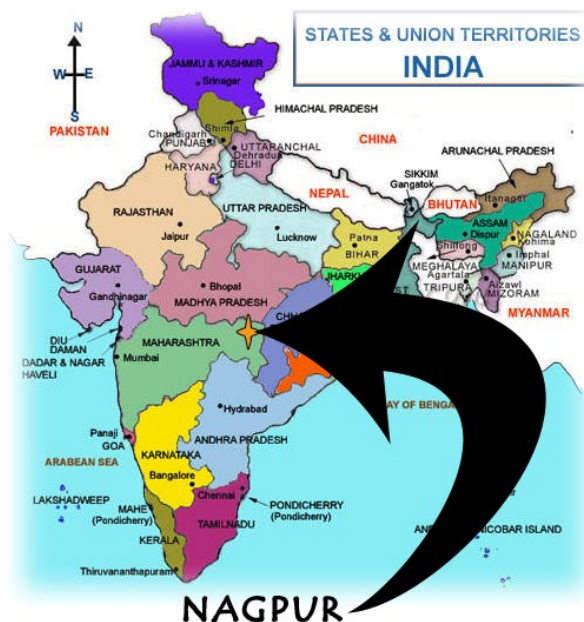 STATES & UNION TERRITORIES
INDIA
N
W E
S
JAMMU & KASHMIR
Srinagar
HIMACHAL PRADESH
PAKISTAN
Chandigarh
Shimla
PUNJAB
UTTARANCHAL
Dehradun
CHINA
HARYANA
DELHI
ARUNACHAL PRADESH
SIKKIM
Gangatok
NEPAL
BHUTAN
Itanagar
RAJASTHAN
UTTAR PRADESH
ASSAM
Dispur
NAGALAND
Kohima
Jaipur
Lucknow
Patna
BIHAR
Shillong
Imphal
MEGHALAYA
MANIPUR
GUJARAT
Agartala
Gandhinagar
Bhopal
Aizawl
TRIPURA
MIZORAM
MADHYA PRADESH
MYANMAR
DIU
DAMAN
MAHARASHTRA
DADAR & NAGAR
HAVELI
Mumbai
Hydrabad
Panaji
GOA
ANDHRA PRADESH
KARNATAKA
ARABEAN SEA
Bangalore
Chennai
LAKSHADWEEP
MAHE
(Pondicherry)
PONDICHERRY
(Pondicherry)
TAMILNADU
KERALA
Thiruvananthapuram
NICOBAR ISLAND
NAGPUR